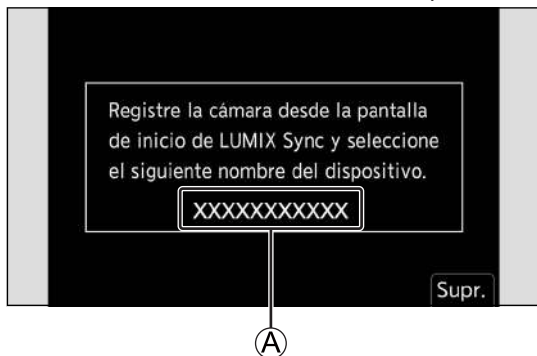 Registre la cámara desde la pantalla
de inicio de LUMIX Sync y seleccione
el siguiente nombre del dispositivo.
XXXXXXXXXXX
Supr.
A